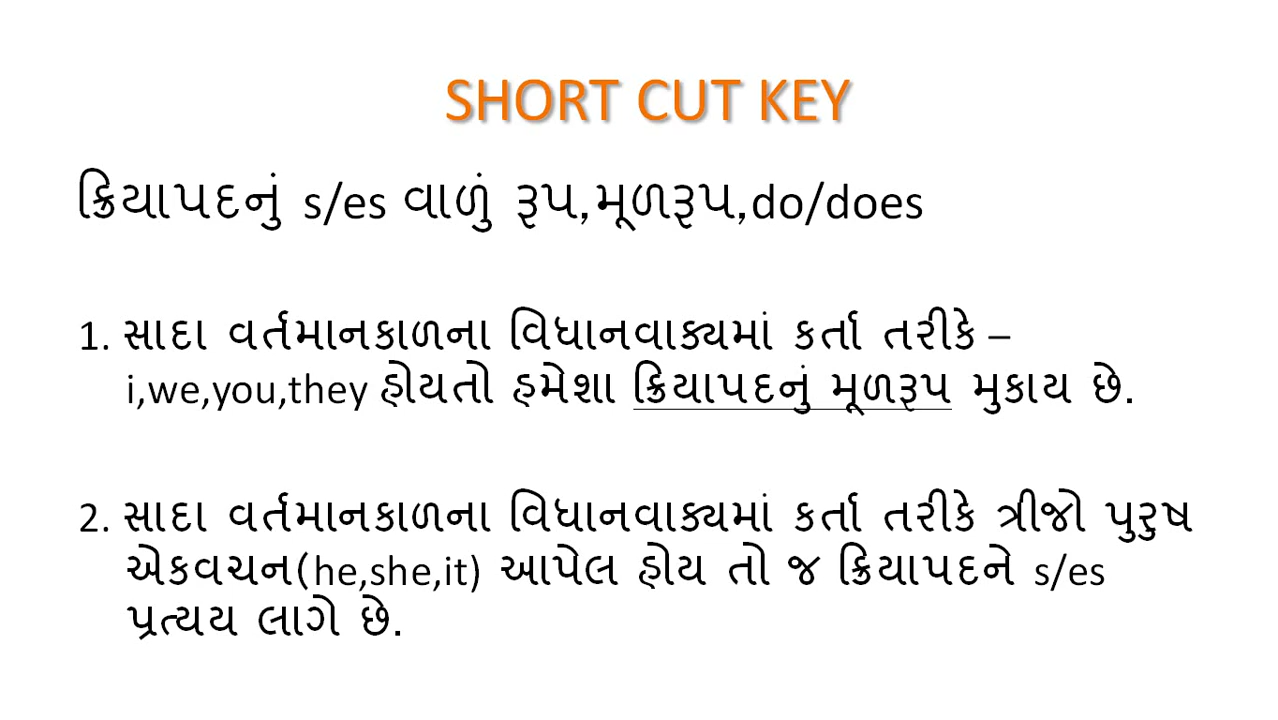 SHORT CUT KEY
ક્રિયાપદનું s/es વાળું રૂપ,મૂળરૂપ,do/does
1. સાદા વર્તમાનકાળના વિધાનવાક્યમાં કર્તા તરીકે –
i,we,you,they હોયતો હમેશા ક્રિયાપદનું મૂળરૂપ મુકાય છે.
2. સાદા વર્તમાનકાળના વિધાનવાક્યમાં કર્તા તરીકે ત્રીજો પુરુષ
એકવચન(he,she,it) આપેલ હોય તો જ ક્રિયાપદને s/es
પ્રત્યય લાગે છે.